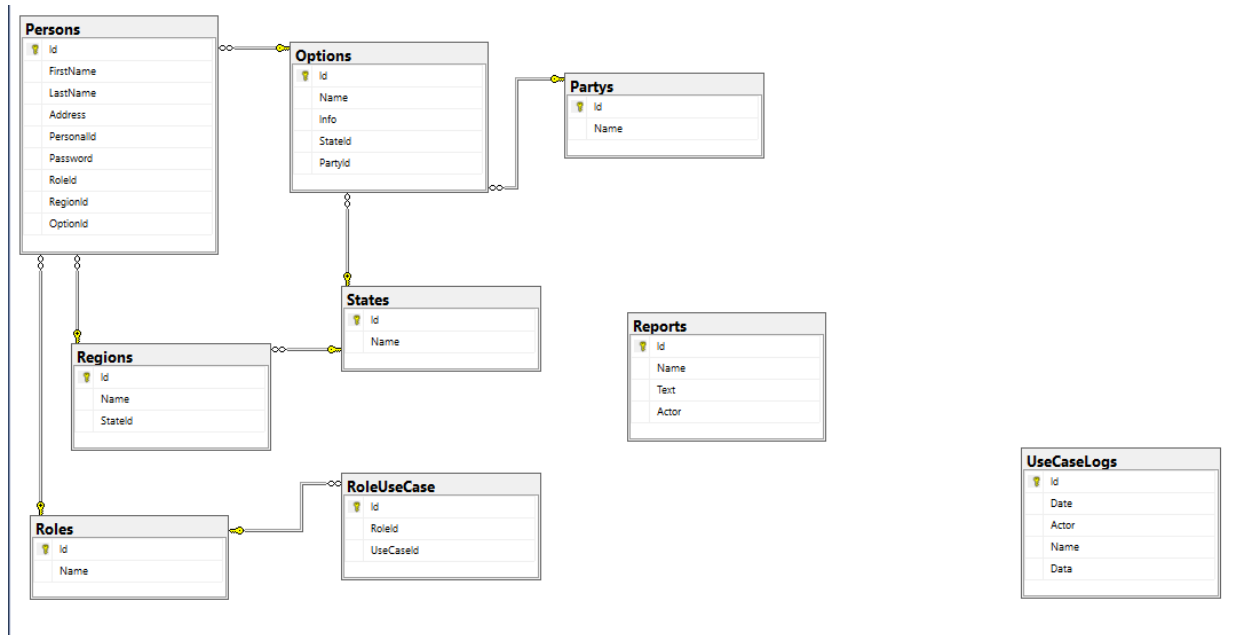 Persons
Id
FirstName
LastName
Address
PersonalId
Password
RoleId
RegionId
OptionId
Options
Id
Name
Info
StateId
PartyId
Partys
Id
Name
States
Id
Name
Regions
Id
Name
StateId
Reports
Id
Name
Text
Actor
Roles
Id
Name
RoleUseCase
Id
RoleId
UseCaseId
UseCaseLogs
Id
Date
Actor
Name
Data